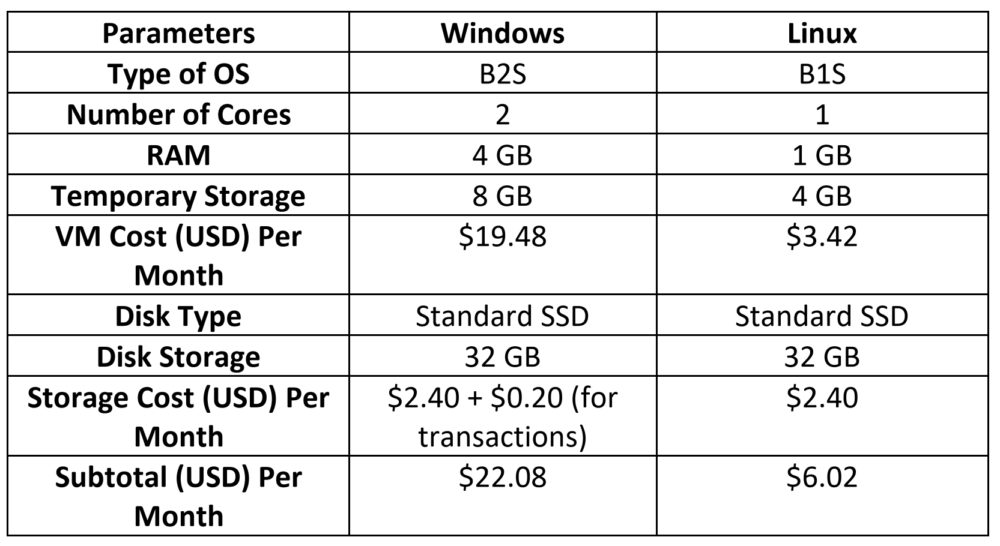 Parameters Windows Linux
Type of OS B2S B1S
Number of Cores 2 1
RAM 4 GB 1 GB
Temporary Storage 8 GB 4 GB
VM Cost (USD) Per $19.48 $3.42
Month
Disk Type Standard SSD Standard SSD
Disk Storage 32 GB 32 GB
Storage Cost (USD) Per $2.40 + $0.20 (for $2.40
Month transactions)
Subtotal (USD) Per $22.08 $6.02
Month